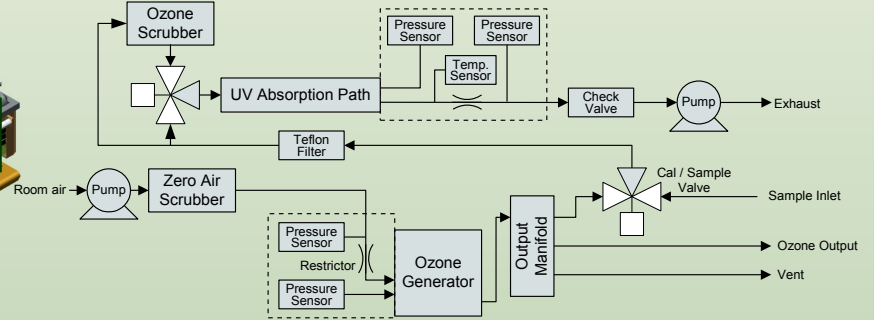 Ozone
Scrubber
Pressure
Sensor
Pressure
Sensor
Temp.
Sensor
UV Absorption Path
Check
Valve
Pump
Exhaust
Teflon
Filter
Room air
Pump
Zero Air
Scrubber
Cal / Sample
Valve
Sample Inlet
Pressure
Sensor
Restrictor
Pressure
Sensor
Ozone
Generator
Output
Manifold
Ozone Output
Vent